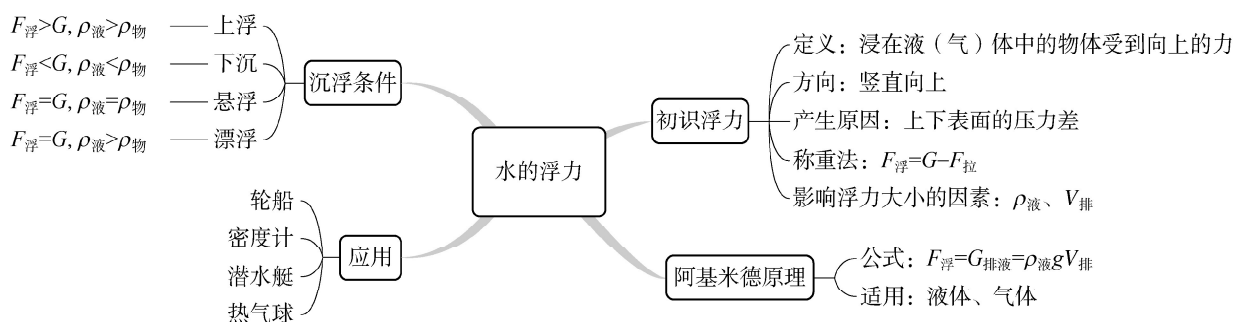 F浮>G, ρ液>ρ物
上浮
F浮<G, ρ液<ρ物
下沉
F浮=G, ρ液=ρ物
悬浮
F浮=G, ρ液>ρ物
漂浮
沉浮条件
水的浮力
初识浮力
定义：浸在液（气）体中的物体受到向上的力
方向：竖直向上
产生原因：上下表面的压力差
称重法：F浮=G-F拉
影响浮力大小的因素：ρ液、V排
轮船
密度计
潜水艇
热气球
应用
阿基米德原理
公式：F浮=G排液=ρ液gV排
适用：液体、气体